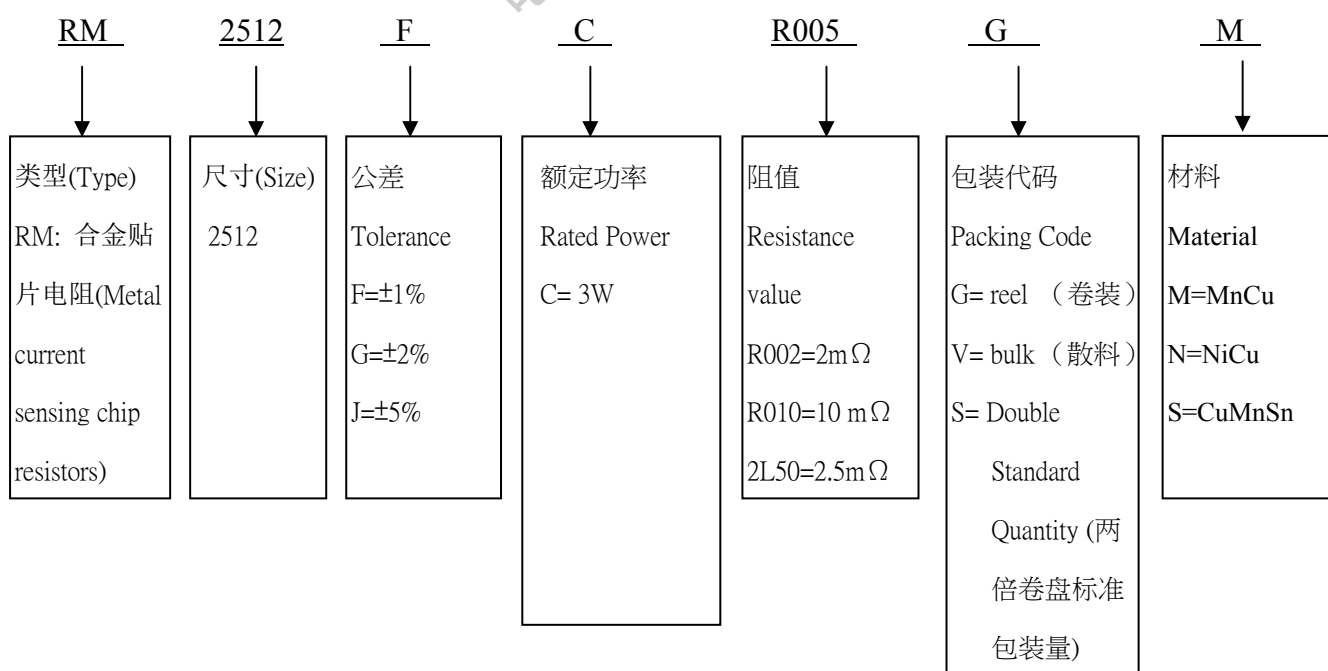 RM 2512 F C R005 G M
类型(Type)
RM: 合金贴
片电阻(Metal
current
sensing chip
resistors)
尺寸(Size)
2512
公差
Tolerance
F=±1%
G=±2%
J=±5%
额定功率
Rated Power
C= 3W
阻值
Resistance
value
R002=2mΩ
R010=10 mΩ
2L50=2.5mΩ
包装代码
Packing Code
G= reel （卷装）
V= bulk （散料）
S= Double
Standard
Quantity (两
倍卷盘标准
包装量)
材料
Material
M=MnCu
N=NiCu
S=CuMnSn